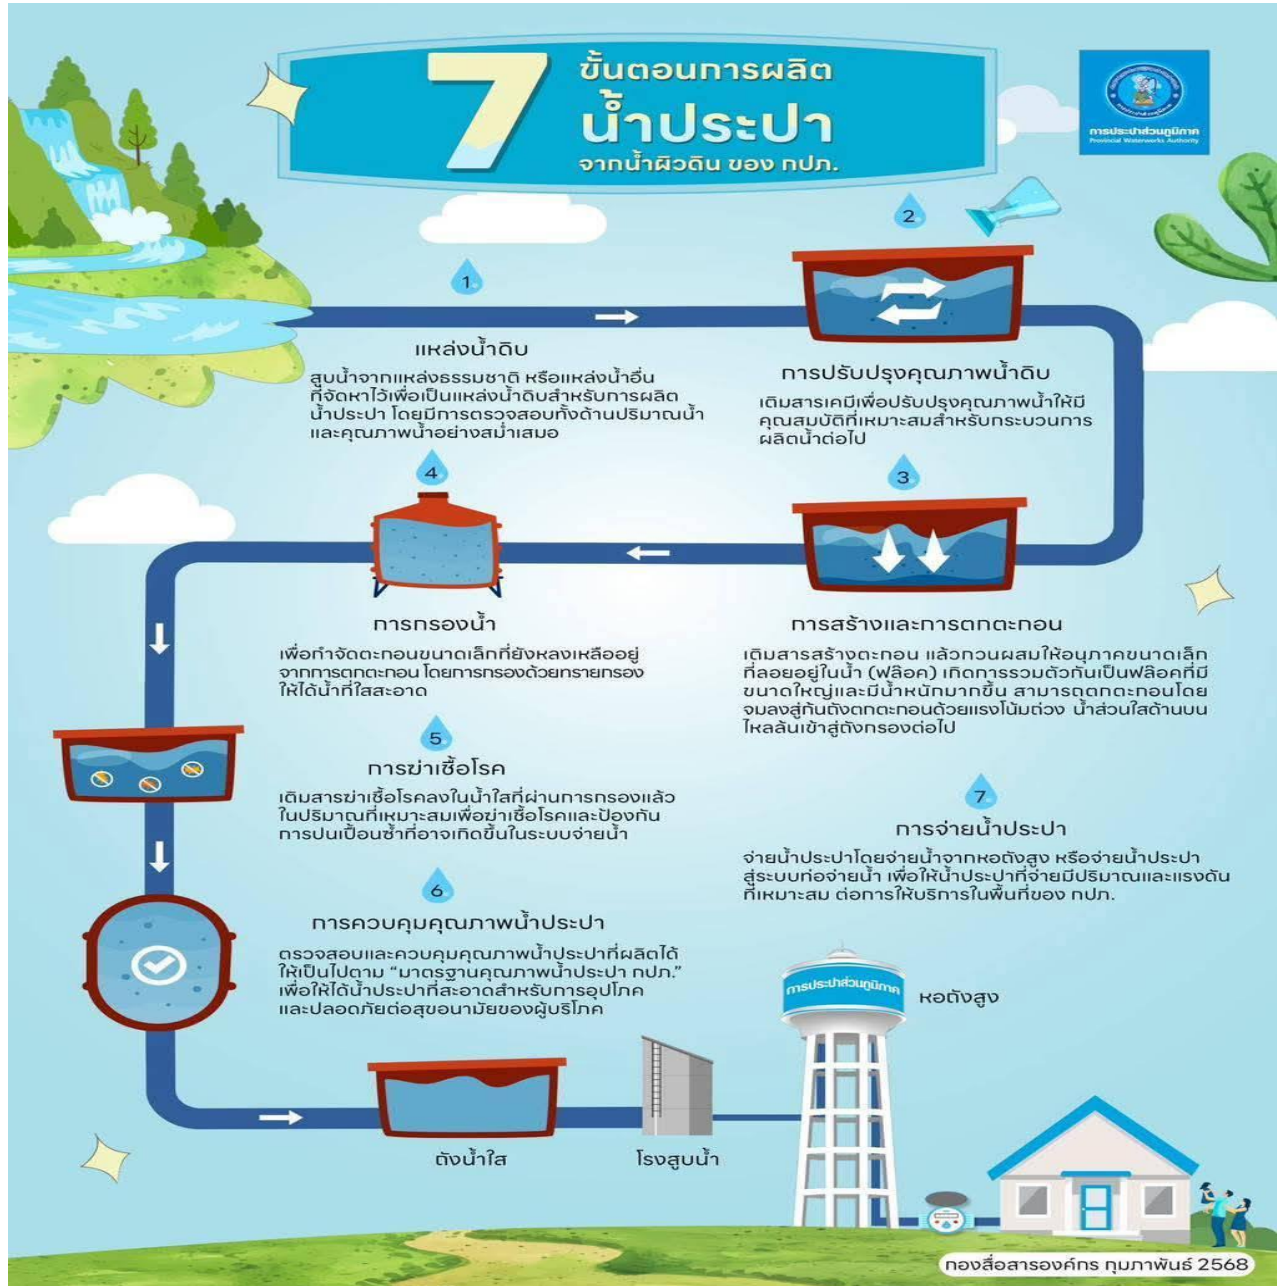 7
ขั้นตอนการผลิต
น้ำประปา
จากน้ำผิวดิน ของ กปภ.
การประปาส่วนภูมิภาค
Provincial Waterworks Authority
1.
แหล่งน้ำดิบ
สูบน้ำจากแหล่งธรรมชาติ หรือแหล่งน้ำอื่น
ที่จัดหาไว้เพื่อเป็นแหล่งน้ำดิบสำหรับการผลิต
น้ำประปา โดยมีการตรวจสอบทั้งด้านปริมาณน้ำ
และคุณภาพน้ำอย่างสม่ำเสมอ
2.
การปรับปรุงคุณภาพน้ำดิบ
เติมสารเคมีเพื่อปรับปรุงคุณภาพน้ำให้มี
คุณสมบัติที่เหมาะสมสำหรับกระบวนการ
ผลิตน้ำต่อไป
3.
การสร้างและการตกตะกอน
เติมสารสร้างตะกอน แล้วกวนผสมให้อนุภาคขนาดเล็ก
ที่ลอยอยู่ในน้ำ (ฟล๊อค) เกิดการรวมตัวกันเป็นฟล๊อคที่มี
ขนาดใหญ่และมีน้ำหนักมากขึ้น สามารถตกตะกอนโดย
จมลงสู่ก้นถังตกตะกอนด้วยแรงโน้มถ่วง น้ำส่วนใสด้านบน
ไหลล้นเข้าสู่ถังกรองต่อไป
4.
การกรองน้ำ
เพื่อกำจัดตะกอนขนาดเล็กที่ยังหลงเหลืออยู่
จากการตกตะกอน โดยการกรองด้วยทรายกรอง
ให้ได้น้ำที่ใสสะอาด
5.
การฆ่าเชื้อโรค
เติมสารฆ่าเชื้อโรคลงในน้ำใสที่ผ่านการกรองแล้ว
ในปริมาณที่เหมาะสมเพื่อฆ่าเชื้อโรคและป้องกัน
การปนเปื้อนซ้ำที่อาจเกิดขึ้นในระบบจ่ายน้ำ
6
การควบคุมคุณภาพน้ำประปา
ตรวจสอบและควบคุมคุณภาพน้ำประปาที่ผลิตได้
ให้เป็นไปตาม “มาตรฐานคุณภาพน้ำประปา กปภ.”
เพื่อให้ได้น้ำประปาที่สะอาดสำหรับการอุปโภค
และปลอดภัยต่อสุขอนามัยของผู้บริโภค
7.
การจ่ายน้ำประปา
จ่ายน้ำประปาโดยจ่ายน้ำจากหอถังสูง หรือจ่ายน้ำประปา
สู่ระบบท่อจ่ายน้ำ เพื่อให้น้ำประปาที่จ่ายมีปริมาณและแรงดัน
ที่เหมาะสม ต่อการให้บริการในพื้นที่ของ กปภ.
การประปาส่วนภูมิภาค
หอถังสูง
ถังน้ำใส
โรงสูบน้ำ
กองสื่อสารองค์กร กุมภาพันธ์ 2568